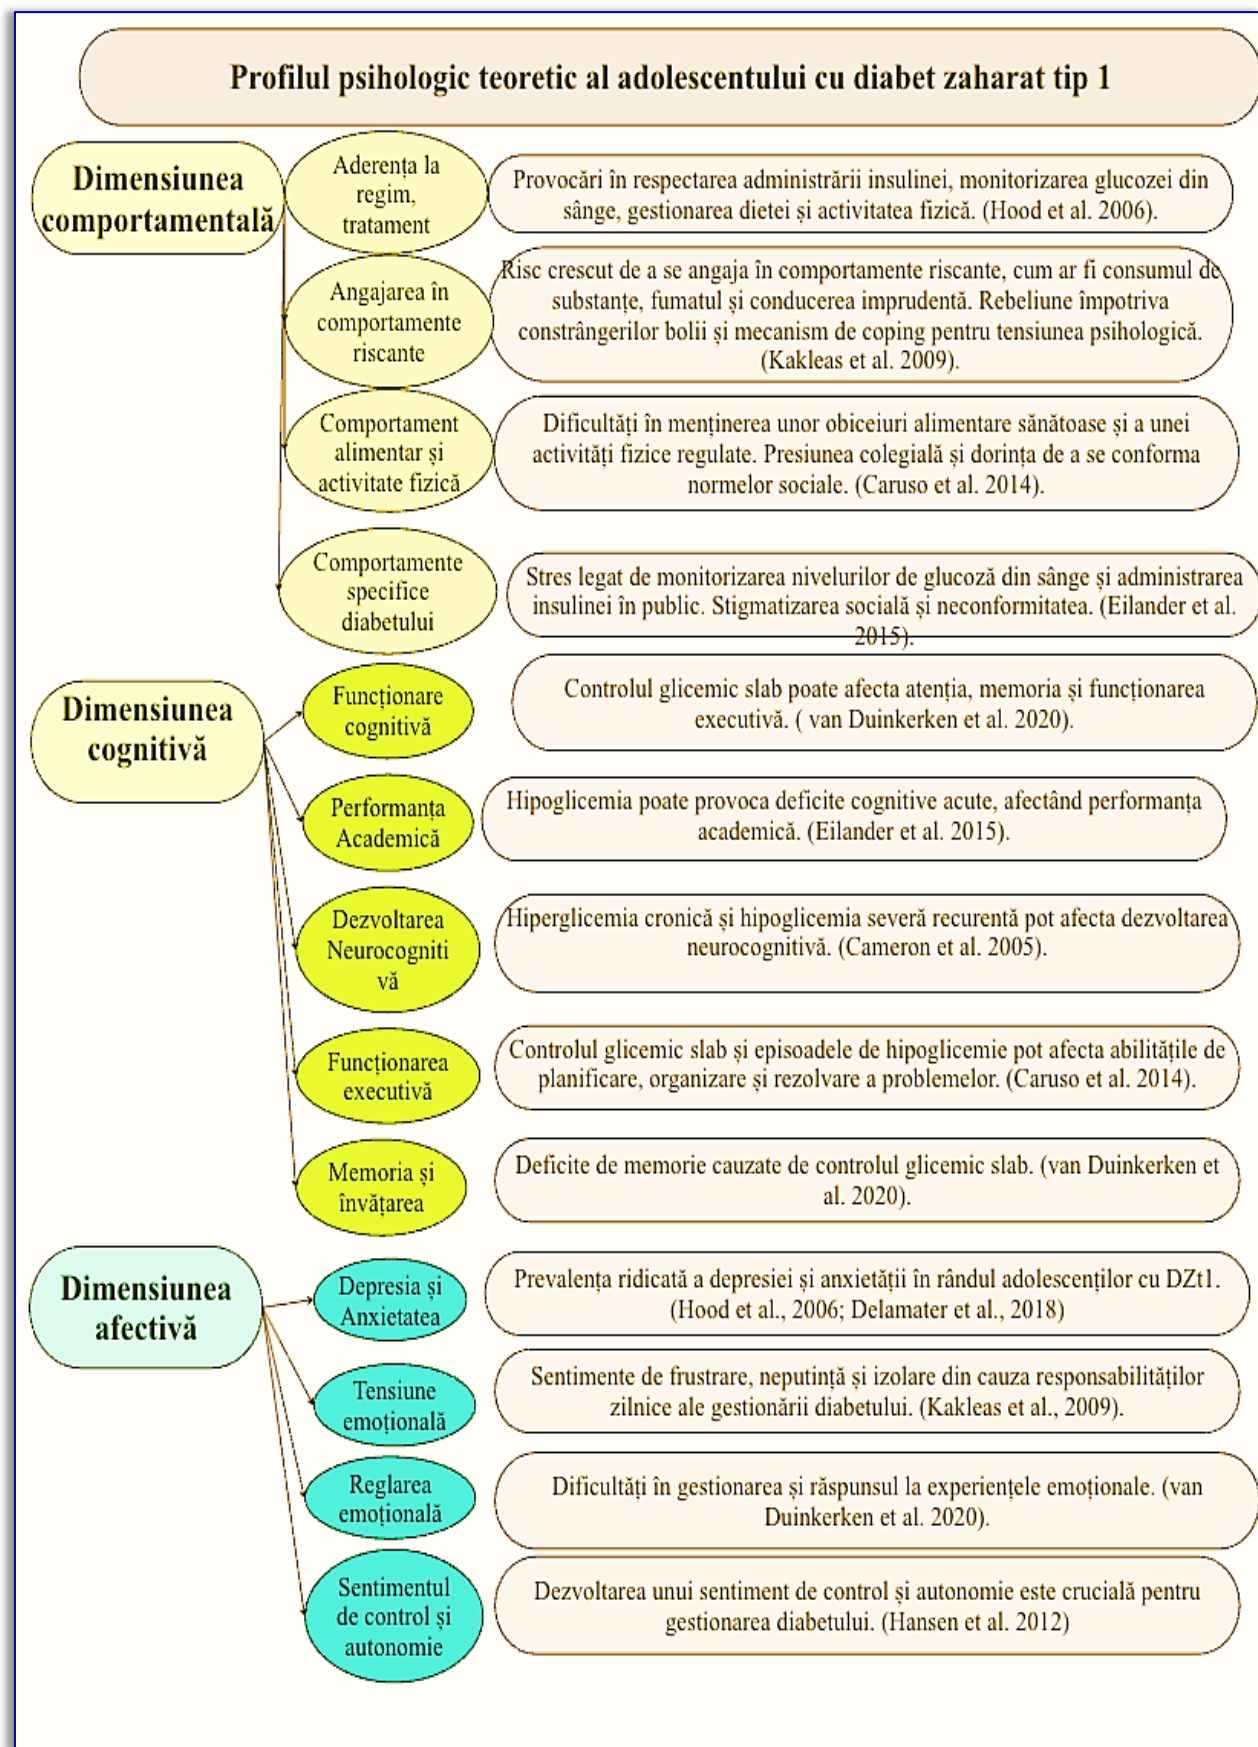 Profilul psihologic teoretic al adolescentului cu diabet zaharat tip 1
Dimensiunea
comportamentală
Aderența la
regim,
tratament
Provocări în respectarea administrării insulinei, monitorizarea glucozei din
sânge, gestionarea dietei și activitatea fizică. (Hood et al. 2006).
Angajarea în
comportamente
riscante
Risc crescut de a se angaja în comportamente riscante, cum ar fi consumul de
substanțe, fumatul și conducerea imprudentă. Rebeliune împotriva
constrângerilor bolii și mecanism de coping pentru tensiunea psihologică.
(Kakleas et al. 2009).
Comportament
alimentar și
activitate fizică
Dificultăți în menținerea unor obiceiuri alimentare sănătoase și a unei
activități fizice regulate. Presiunea colegială și dorința de a se conforma
normelor sociale. (Caruso et al. 2014).
Comportamente
specifice
diabetului
Stres legat de monitorizarea nivelurilor de glucoză din sânge și administrarea
insulinei în public. Stigmatizarea socială și neconformitatea. (Eilander et al.
2015).
Dimensiunea
cognitivă
Funcționare
cognitivă
Controlul glicemic slab poate afecta atenția, memoria și funcționarea
executivă. ( van Duinkerken et al. 2020).
Performanța
Academică
Hipoglicemia poate provoca deficite cognitive acute, afectând performanța
academică. (Eilander et al. 2015).
Dezvoltarea
Neurocogniti
vă
Hiperglicemia cronică și hipoglicemia severă recurentă pot afecta dezvoltarea
neurocognitivă. (Cameron et al. 2005).
Funcționarea
executivă
Controlul glicemic slab și episoadele de hipoglicemie pot afecta abilitățile de
planificare, organizare și rezolvare a problemelor. (Caruso et al. 2014).
Memoria și
învățarea
Deficite de memorie cauzate de controlul glicemic slab. (van Duinkerken et
al. 2020).
Dimensiunea
afectivă
Depresia și
Anxietatea
Prevalența ridicată a depresiei și anxietății în rândul adolescenților cu DZt1.
(Hood et al., 2006; Delamater et al., 2018)
Tensiune
emoțională
Sentimente de frustrare, neputință și izolare din cauza responsabilităților
zilnice ale gestionării diabetului. (Kakleas et al., 2009).
Reglarea
emoțională
Dificultăți în gestionarea și răspunsul la experiențele emoționale. (van
Duinkerken et al. 2020).
Sentimentul
de control și
autonomie
Dezvoltarea unui sentiment de control și autonomie este crucială pentru
gestionarea diabetului. (Hansen et al. 2012)